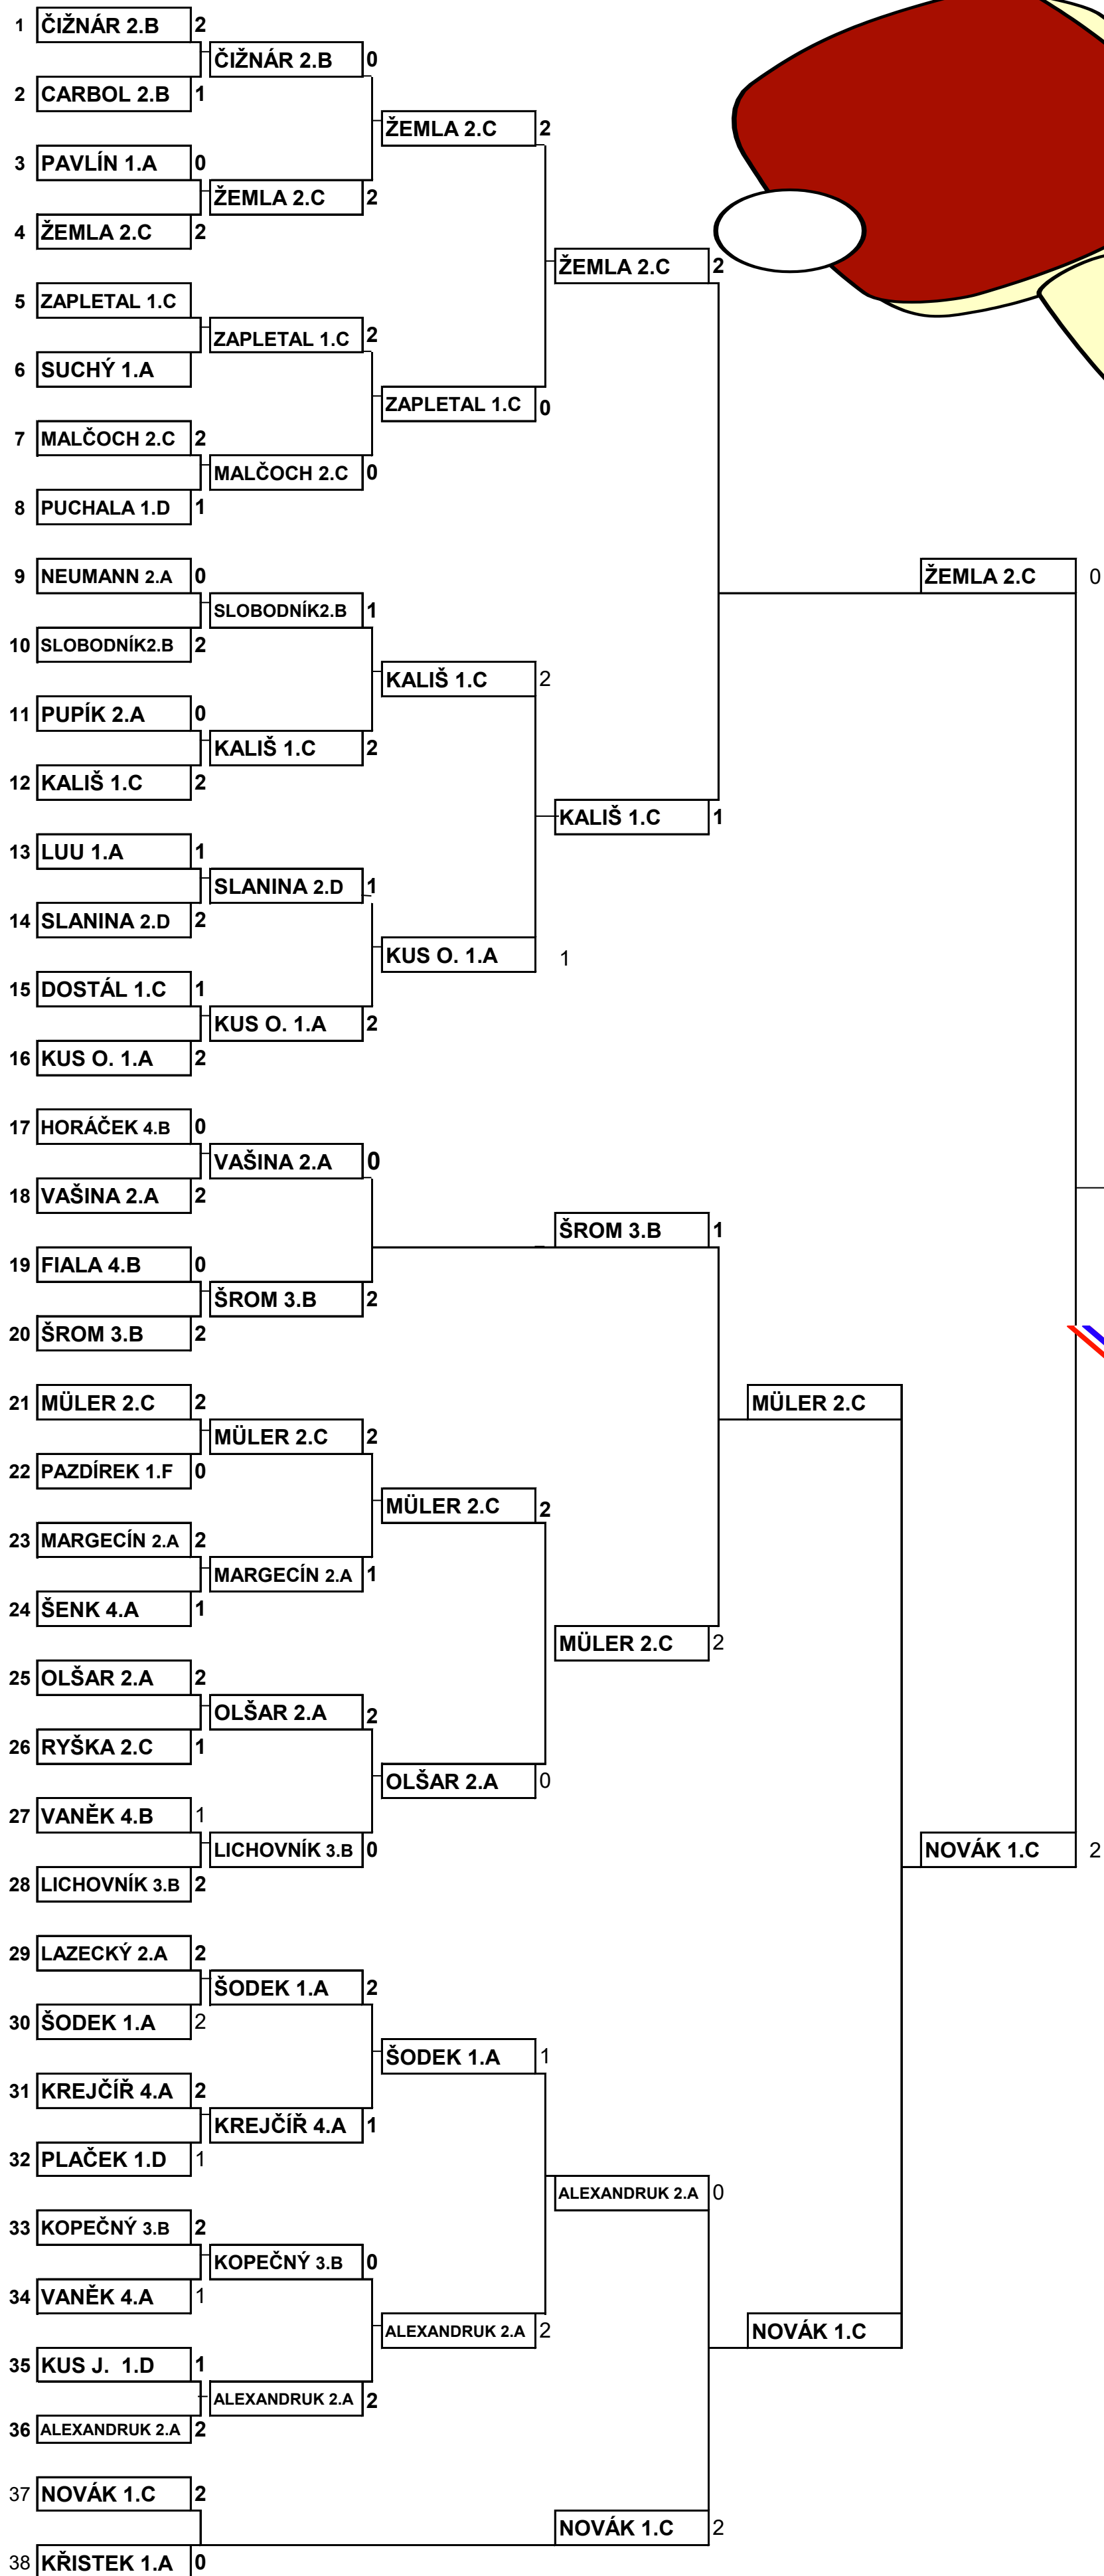 1 ČIŽNÁR 2.B 2
ČIŽNÁR 2.B 0
2 CARBOL 2.B 1
ŽEMLA 2.C 2
3 PAVLÍN 1.A 0
ŽEMLA 2.C 2
4 ŽEMLA 2.C 2
ŽEMLA 2.C 2
5 ZAPLETAL 1.C
ZAPLETAL 1.C 2
6 SUCHÝ 1.A
ZAPLETAL 1.C 0
7 MALČOCH 2.C 2
MALČOCH 2.C 0
8 PUCHALA 1.D 1
9 NEUMANN 2.A 0
ŽEMLA 2.C 0
SLOBODNÍK2.B 1
10 SLOBODNÍK2.B 2
KALIŠ 1.C 2
11 PUPÍK 2.A 0
KALIŠ 1.C 2
12 KALIŠ 1.C 2
KALIŠ 1.C 1
13 LUU 1.A 1
SLANINA 2.D 1
14 SLANINA 2.D 2
KUS O. 1.A 1
15 DOSTÁL 1.C 1
KUS O. 1.A 2
16 KUS O. 1.A 2
17 HORÁČEK 4.B 0
VAŠINA 2.A 0
18 VAŠINA 2.A 2
ŠROM 3.B 1
19 FIALA 4.B 0
ŠROM 3.B 2
20 ŠROM 3.B 2
21 MÜLER 2.C 2
MÜLER 2.C
MÜLER 2.C 2
22 PAZDÍREK 1.F 0
MÜLER 2.C 2
23 MARGECÍN 2.A 2
MARGECÍN 2.A 1
24 ŠENK 4.A 1
MÜLER 2.C 2
25 OLŠAR 2.A 2
OLŠAR 2.A 2
26 RYŠKA 2.C 1
OLŠAR 2.A 0
27 VANĚK 4.B 1
LICHOVNÍK 3.B 0
NOVÁK 1.C 2
28 LICHOVNÍK 3.B 2
29 LAZECKÝ 2.A 2
ŠODEK 1.A 2
30 ŠODEK 1.A 2
ŠODEK 1.A 1
31 KREJČÍŘ 4.A 2
KREJČÍŘ 4.A 1
32 PLAČEK 1.D 1
ALEXANDRUK 2.A 0
33 KOPEČNÝ 3.B 2
KOPEČNÝ 3.B 0
34 VANĚK 4.A 1
ALEXANDRUK 2.A 2
NOVÁK 1.C
35 KUS J. 1.D 1
ALEXANDRUK 2.A 2
36 ALEXANDRUK 2.A 2
37 NOVÁK 1.C 2
NOVÁK 1.C 2
38 KŘISTEK 1.A 0